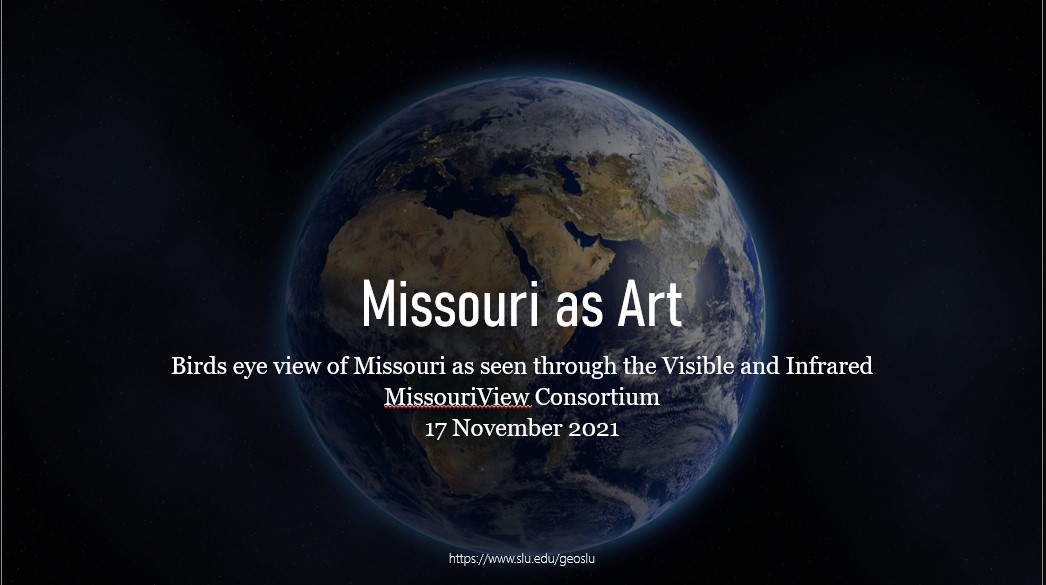 Missouri as Art
Birds eye view of Missouri as seen through the Visible and Infrared
MissouriView Consortium
17 November 2021
https://www.slu.edu/geoslu